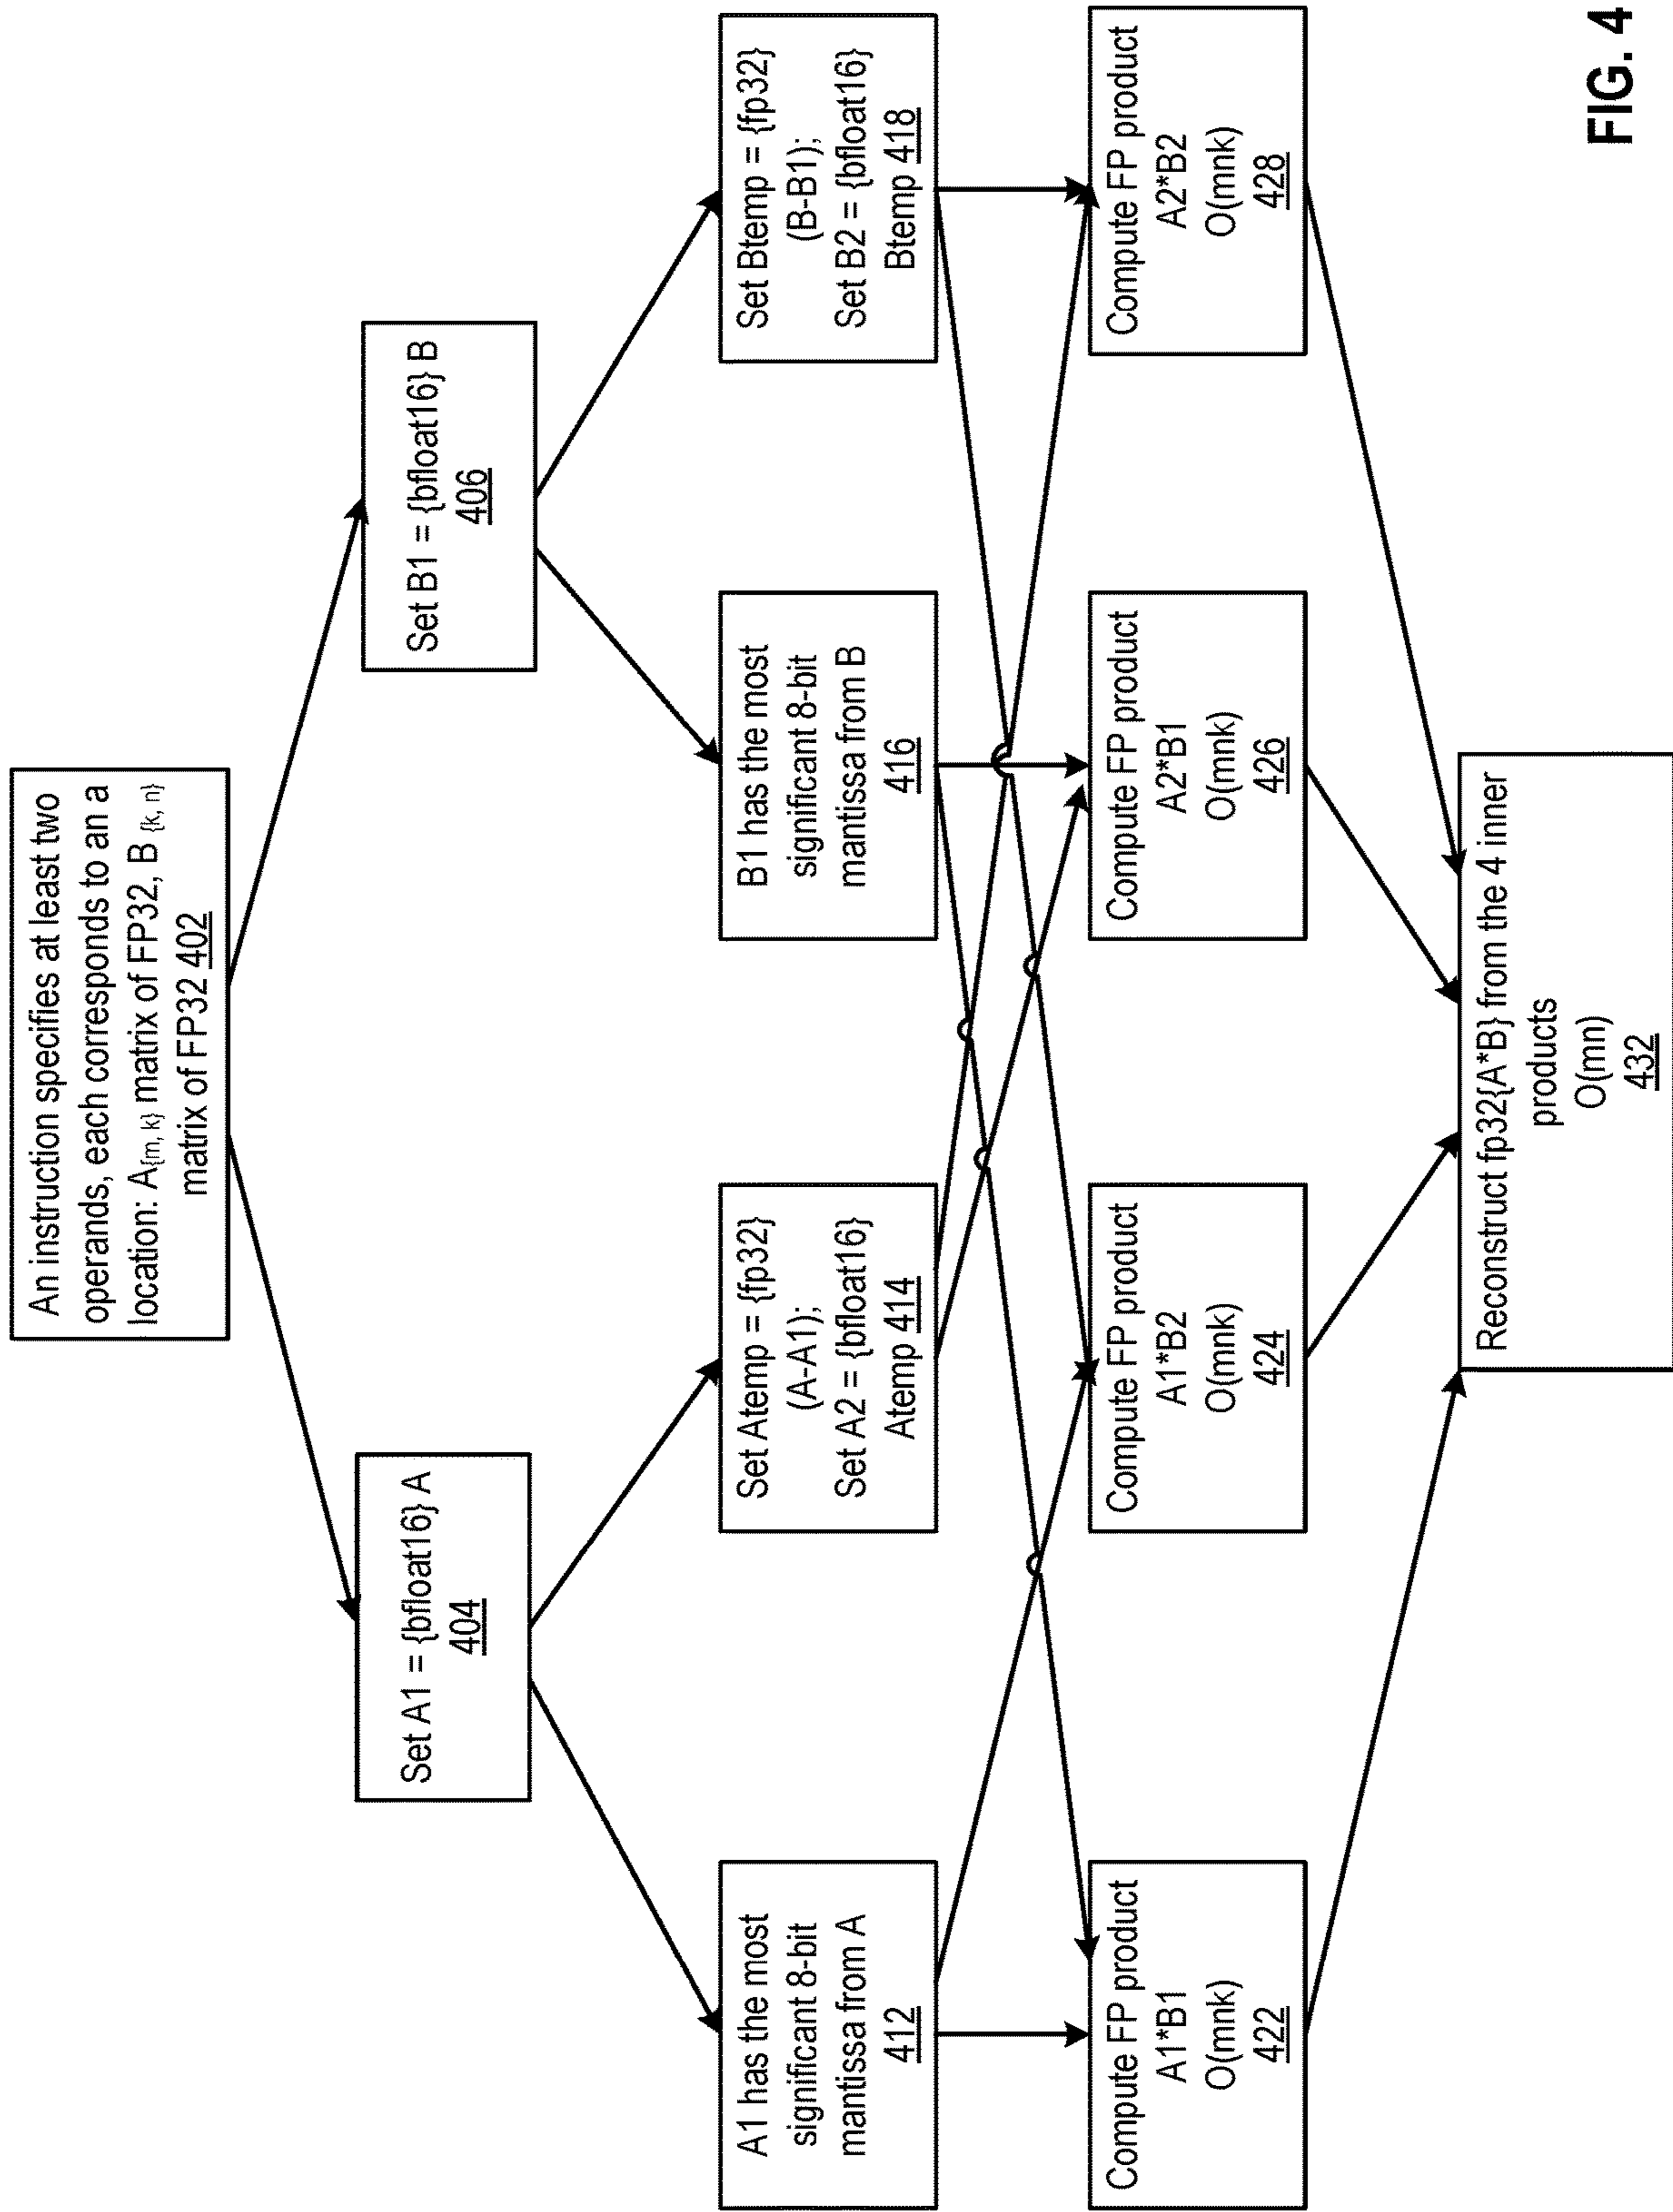 An instruction specifies at least two
operands, each corresponds to an a
location: A{m, k} matrix of FP32, B {k, n}
matrix of FP32 402
Set A1 = {bfloat16} A
404
Set B1 = {bfloat16} B
406
A1 has the most
significant 8-bit
mantissa from A
412
Set Atemp = {fp32}
(A-A1);
Set A2 = {bfloat16}
Atemp 414
B1 has the most
significant 8-bit
mantissa from B
416
Set Btemp = {fp32}
(B-B1);
Set B2 = {bfloat16}
Btemp 418
Compute FP product
A1*B1
O(mnk)
422
Compute FP product
A1*B2
O(mnk)
424
Compute FP product
A2*B1
O(mnk)
426
Compute FP product
A2*B2
O(mnk)
428
Reconstruct fp32{A*B} from the 4 inner
products
O(mn)
432
FIG. 4